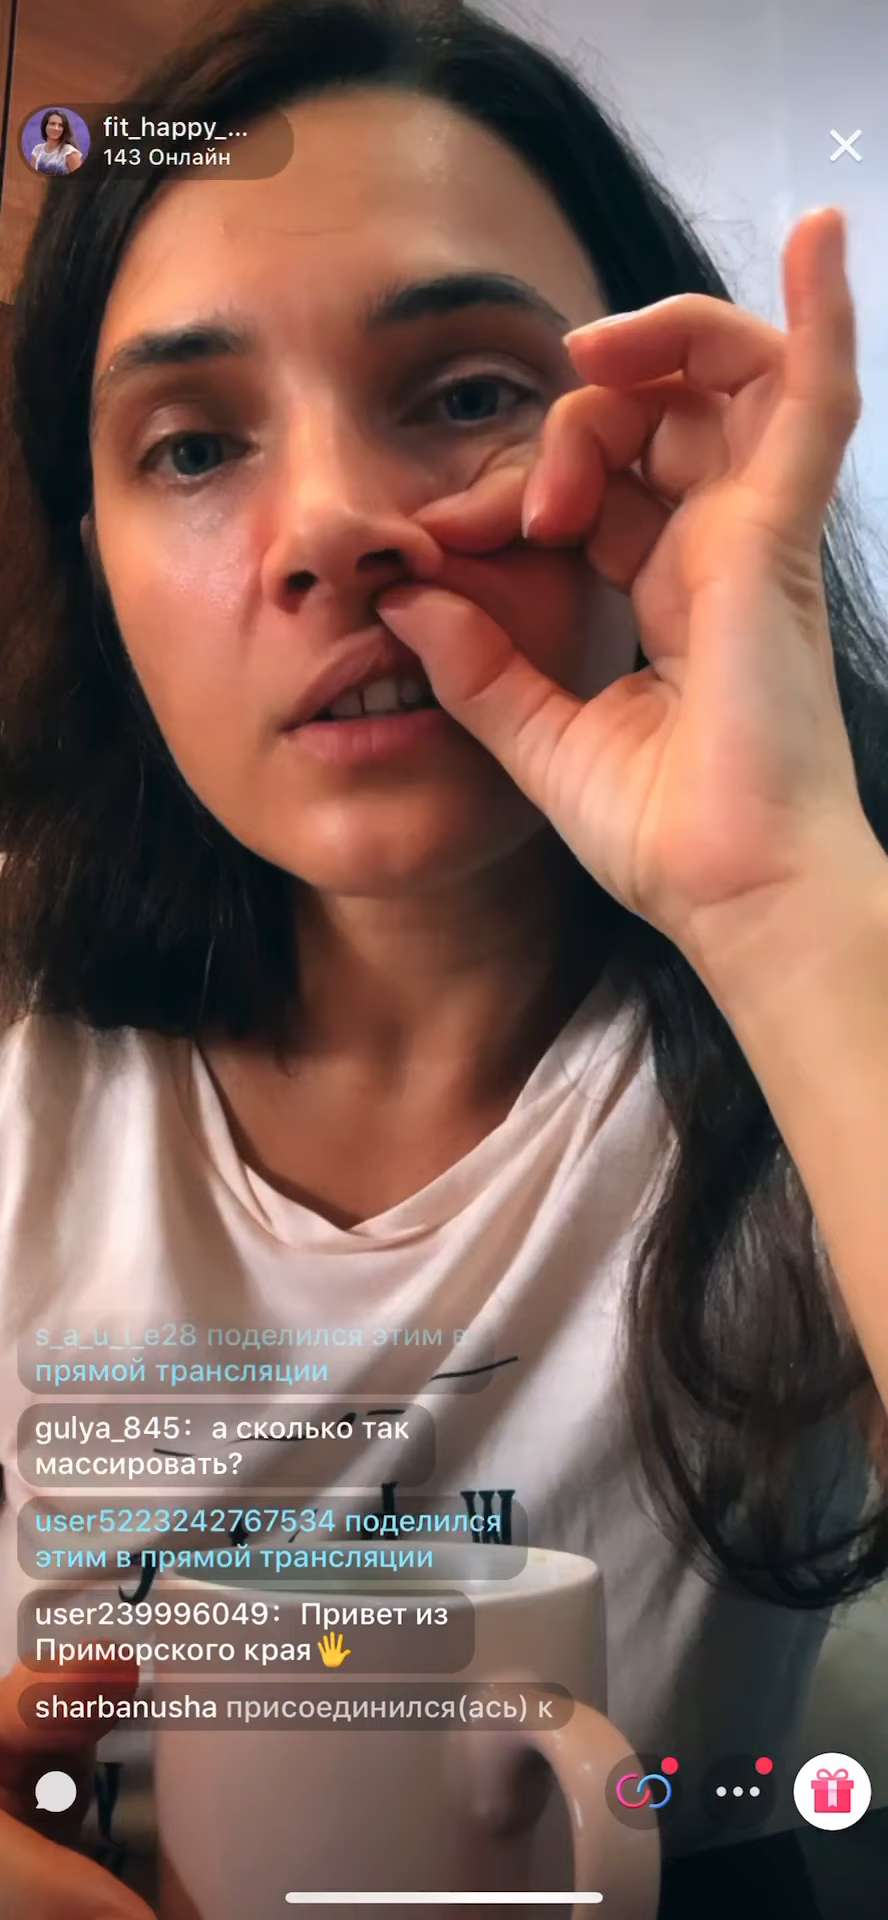 fit_happy_...
143 Онлайн
s_a_u_l_e28 поделился этим в
прямой трансляции
gulya_845: а сколько так
массировать?
user5223242767534 поделился
этим в прямой трансляции
user239996049: Привет из
Приморского края🖐
sharbanusha присоединился(ась) к